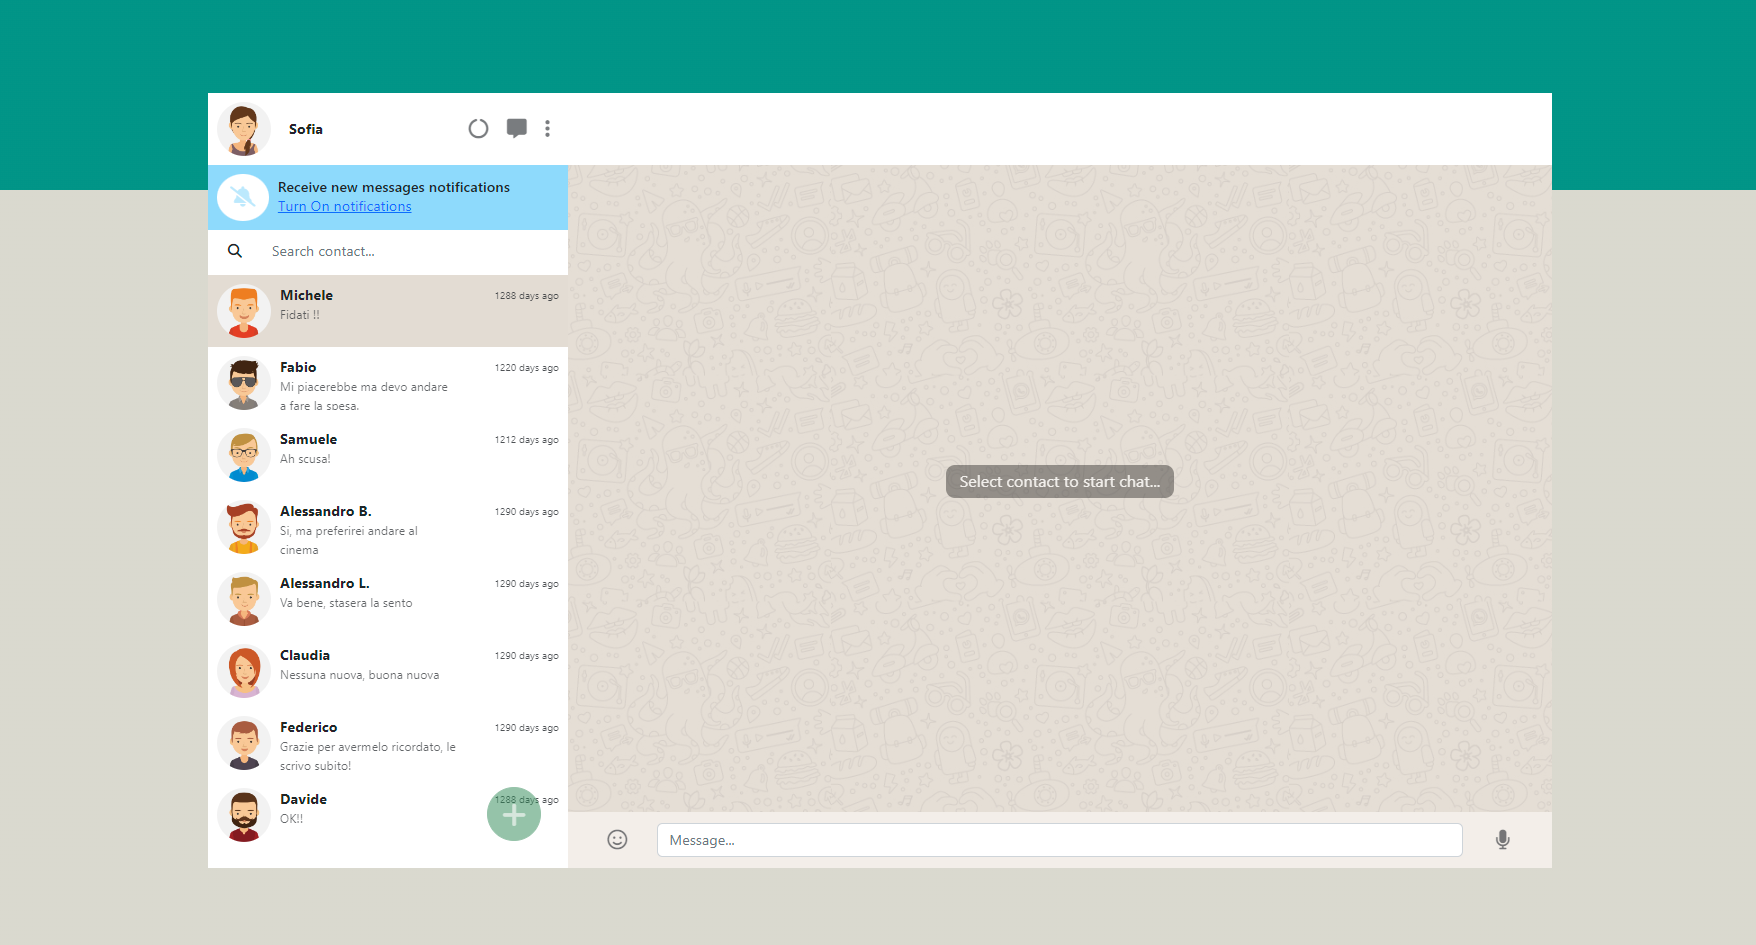 Sofia
Receive new messages notifications
Turn On notifications
Search contact...
Michele
1288 days ago
Fidati !!
Fabio
1220 days ago
Mi piacerebbe ma devo andare
a fare la spesa.
Samuele
1212 days ago
Ah scusa!
Alessandro B.
1290 days ago
Si, ma preferirei andare al
cinema
Alessandro L.
1290 days ago
Va bene, stasera la sento
Claudia
1290 days ago
Nessuna nuova, buona nuova
Federico
1290 days ago
Grazie per avermelo ricordato, le
scrivo subito!
Davide
1288 days ago
OK!!
Select contact to start chat...
Message...